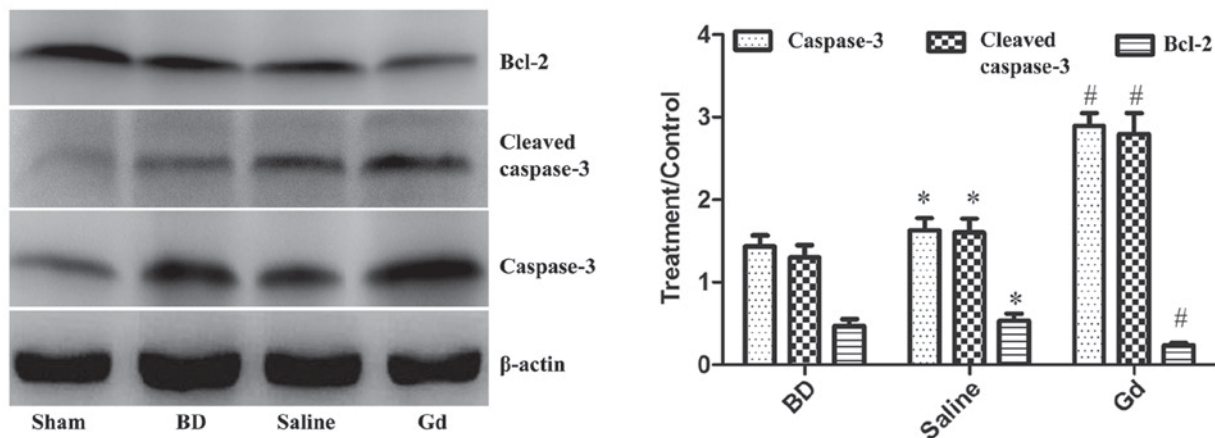 Bcl-2
Cleaved
caspase-3
Caspase-3
β-actin
Sham BD Saline Gd
Treatment/Control
4
3
2
1
0
Caspase-3
Cleaved
caspase-3
Bcl-2
* * *
# # #
BD
Saline
Gd